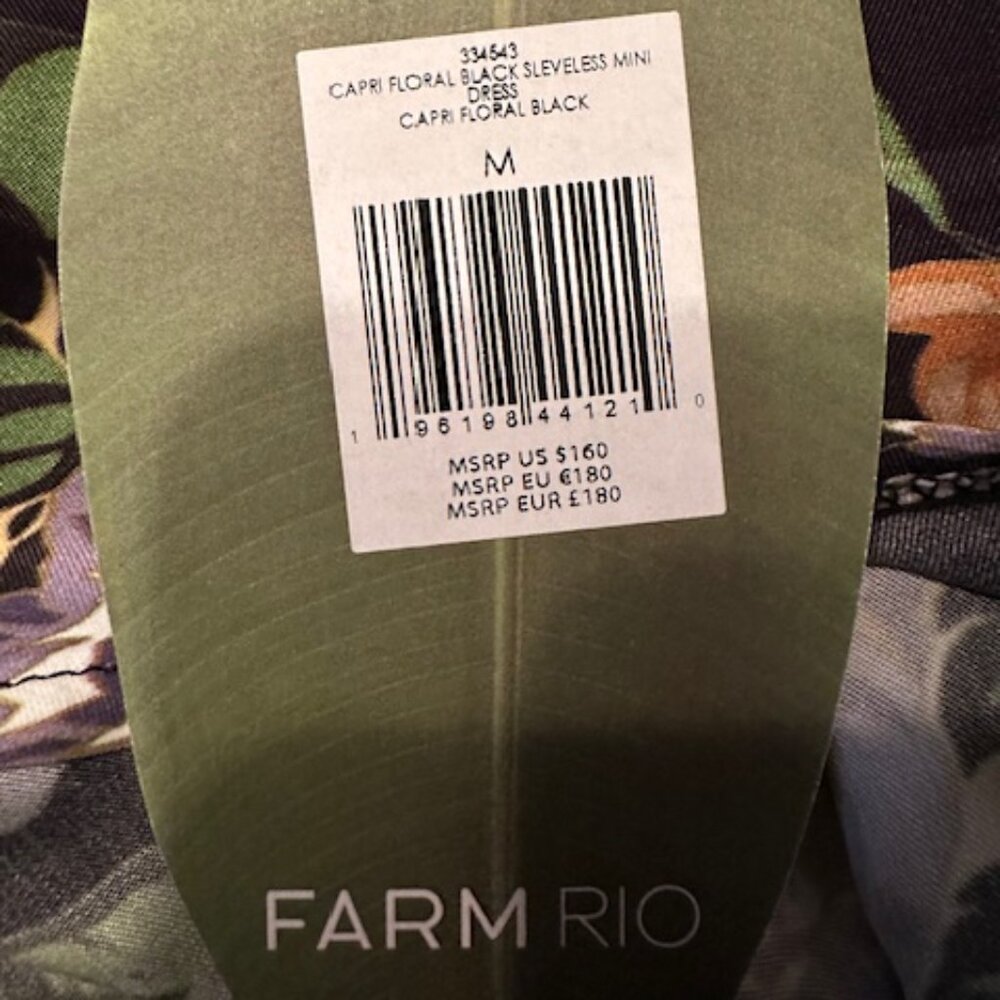 334543
CAPRI FLORAL BLACK SLEVELESS MINI
DRESS
CAPRI FLORAL BLACK
M
1 96198 44121 0
MSRP US $160
MSRP EU €180
MSRP EUR £180
FARM RIO